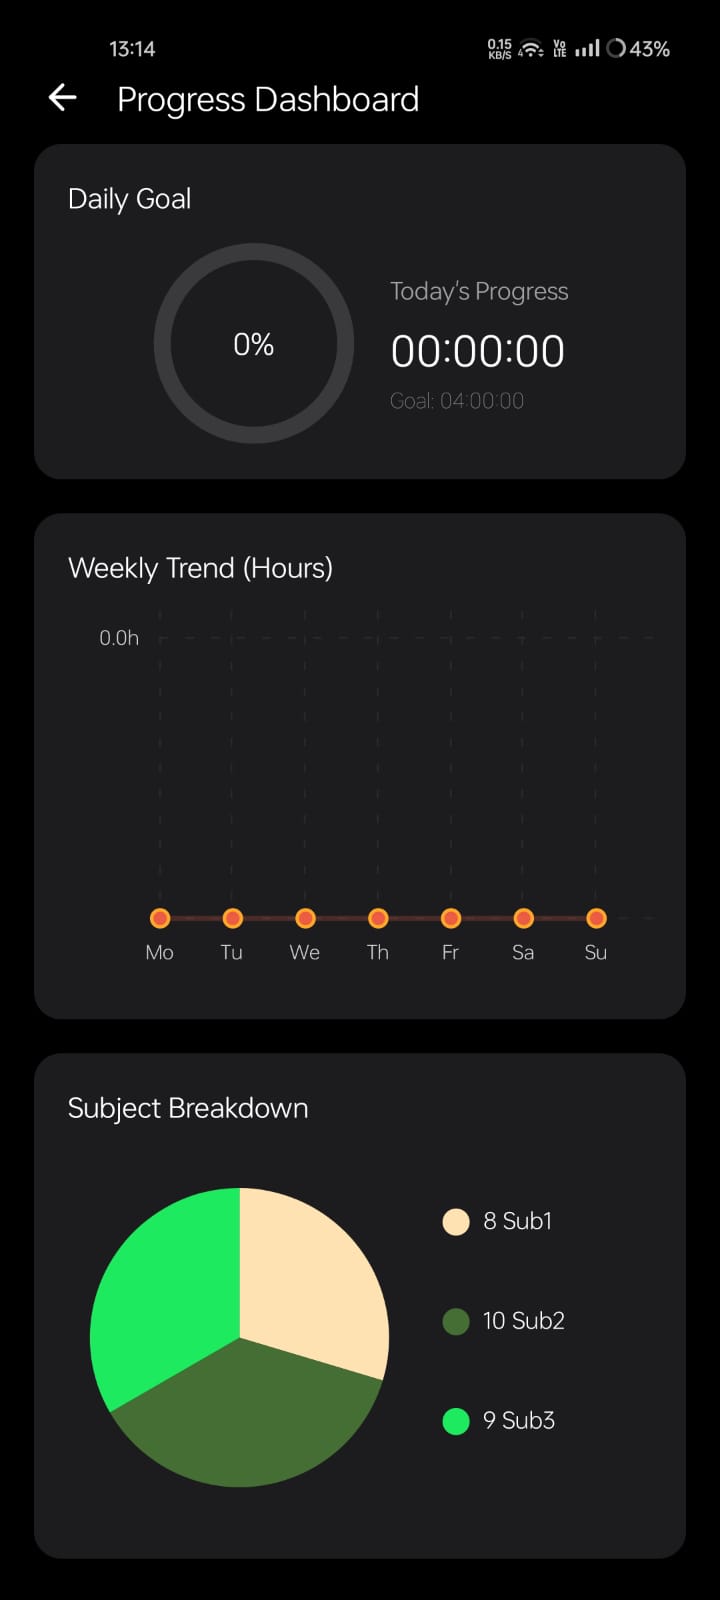 13:14
0.15 KB/S 4 Vo LTE 43%
Progress Dashboard
Daily Goal
0%
Today's Progress
00:00:00
Goal: 04:00:00
Weekly Trend (Hours)
0.0h
Mo Tu We Th Fr Sa Su
Subject Breakdown
8 Sub1
10 Sub2
9 Sub3